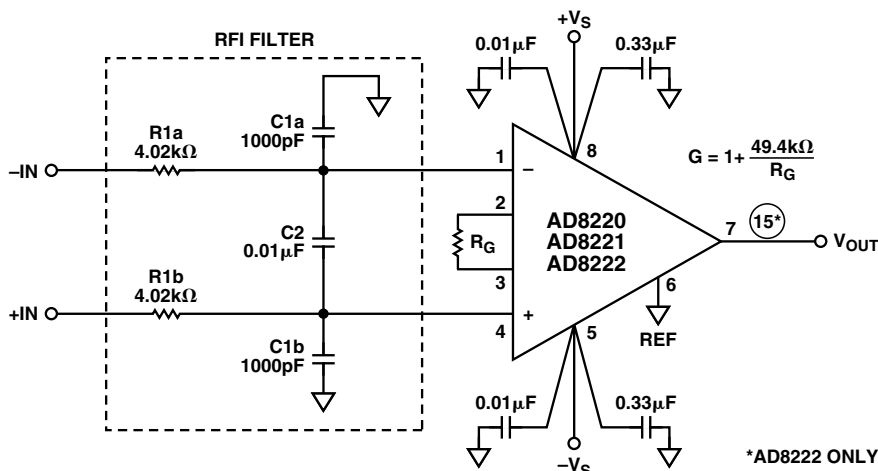 +VS
RFI FILTER
0.01μF
0.33μF
C1a
1000pF
R1a
4.02kΩ
–IN
1
–
8
G = 1+ 49.4kΩ
RG
2
C2
0.01μF
RG
AD8220
AD8221
AD8222
7
15*
VOUT
R1b
4.02kΩ
3
6
+IN
4
+
5
REF
C1b
1000pF
0.01μF
0.33μF
–VS
*AD8222 ONLY